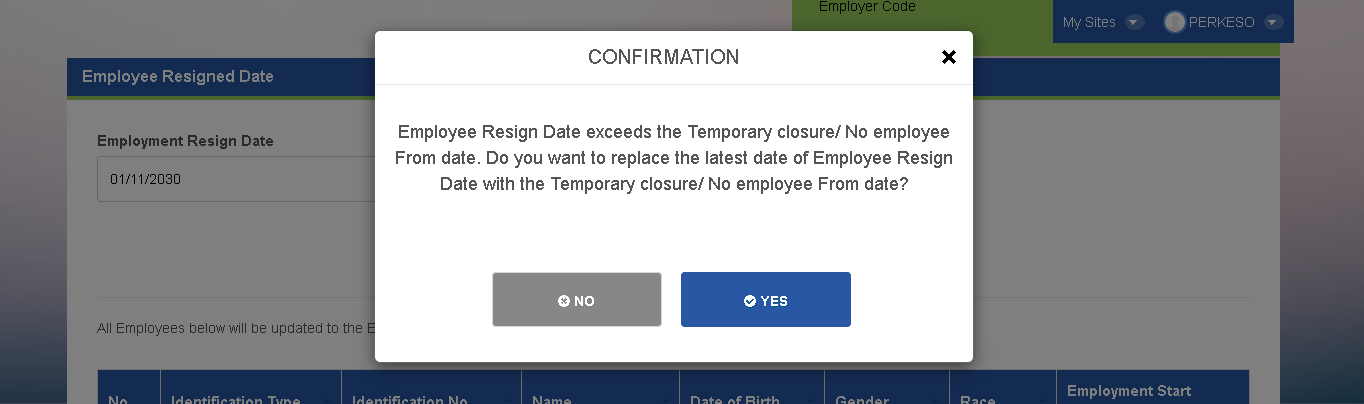 Employer Code
My Sites
PERKESO
CONFIRMATION
Employee Resigned Date
Employment Resign Date
01/11/2030
Employee Resign Date exceeds the Temporary closure/ No employee
From date. Do you want to replace the latest date of Employee Resign
Date with the Temporary closure/ No employee From date?
NO
YES
All Employees below will be updated to the E
No
Identification Type
Identification No
Name
Date of Birth
Gender
Race
Employment Start